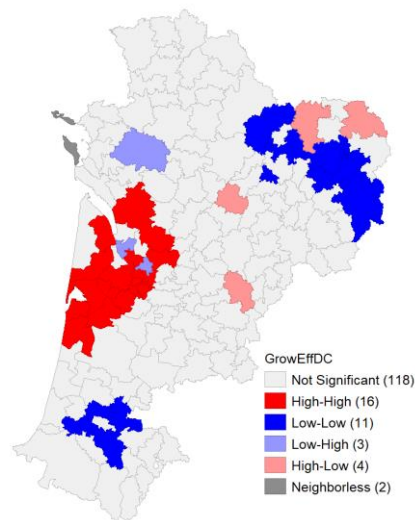 GrowEffDC
Not Significant (118)
High-High (16)
Low-Low (11)
Low-High (3)
High-Low (4)
Neighborless (2)